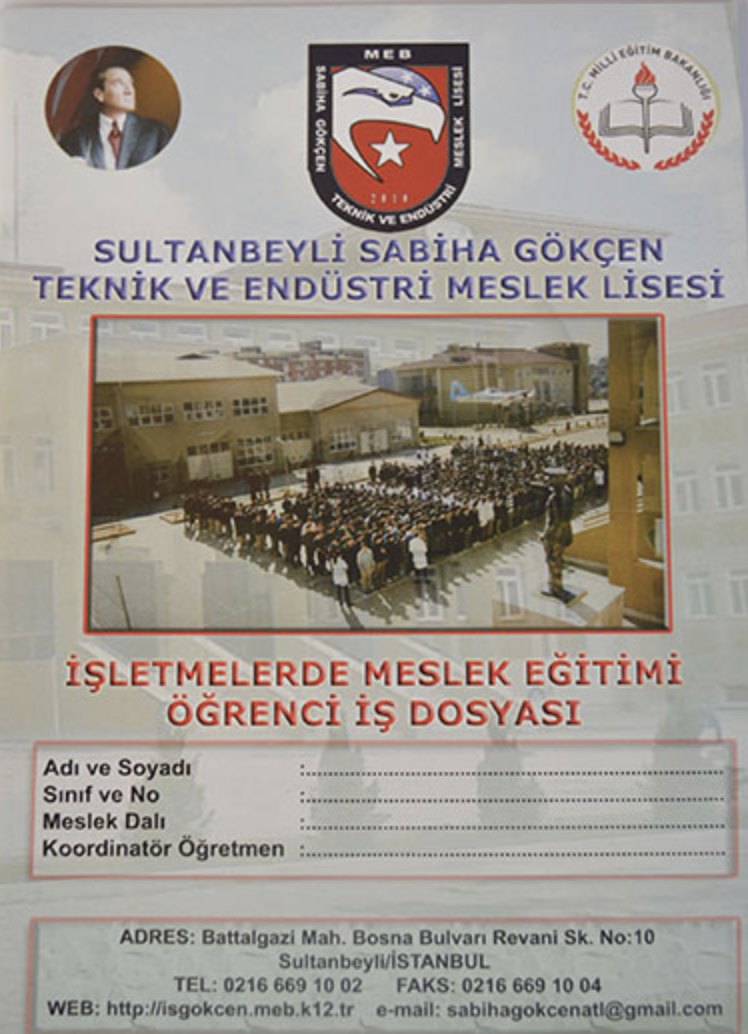 MEB
SABİHA GÖKÇEN
MESLEK LİSESİ
2010
TEKNİK VE ENDÜSTRİ
T.C. MİLLİ EĞİTİM BAKANLIĞI
SULTANBEYLİ SABİHA GÖKÇEN
TEKNİK VE ENDÜSTRİ MESLEK LİSESİ
İŞLETMELERDE MESLEK EĞİTİMİ
ÖĞRENCİ İŞ DOSYASI
Adı ve Soyadı :
Sınıf ve No :
Meslek Dalı :
Koordinatör Öğretmen :
ADRES: Battalgazi Mah. Bosna Bulvarı Revani Sk. No:10
Sultanbeyli/İSTANBUL
TEL: 0216 669 10 02 FAKS: 0216 669 10 04
WEB: http://isgokcen.meb.k12.tr e-mail: sabihagokcenatl@gmail.com